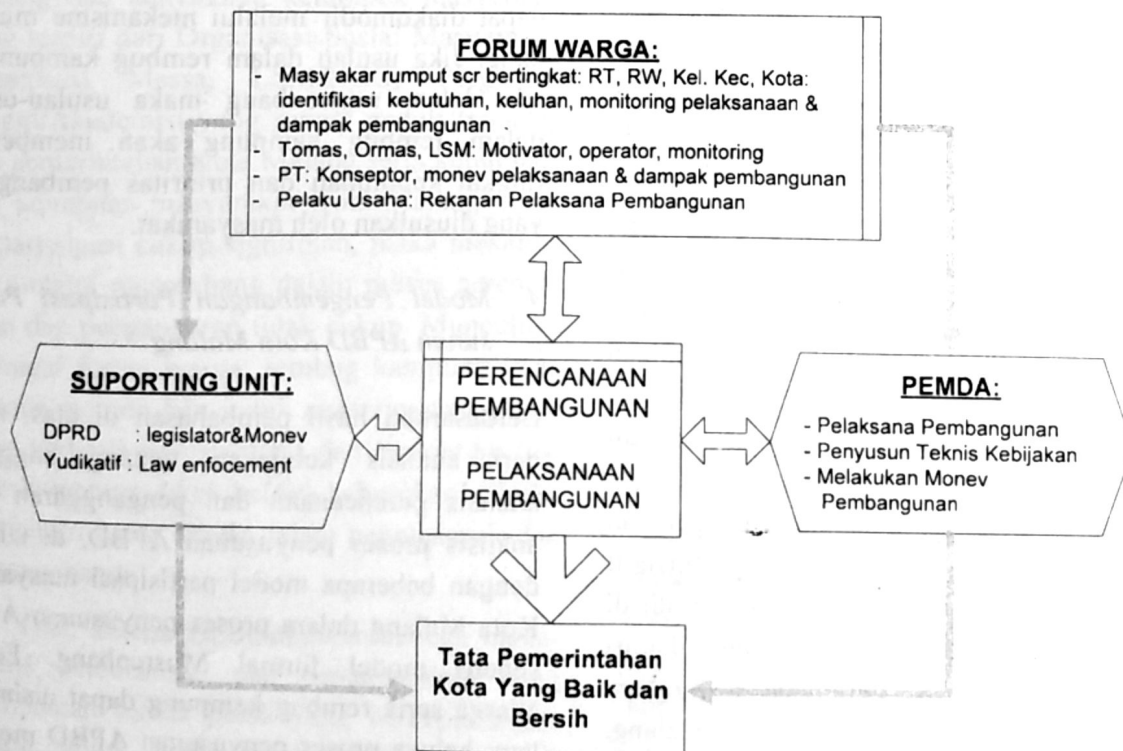 FORUM WARGA:
- Masy akar rumput scr bertingkat: RT, RW, Kel. Kec, Kota:
identifikasi kebutuhan, keluhan, monitoring pelaksanaan &
dampak pembangunan
- Tomas, Ormas, LSM: Motivator, operator, monitoring
- PT: Konseptor, monev pelaksanaan & dampak pembangunan
- Pelaku Usaha: Rekanan Pelaksana Pembangunan
SUPORTING UNIT:
DPRD : legislator&Monev
Yudikatif : Law enfocement
PERENCANAAN
PEMBANGUNAN
PELAKSANAAN
PEMBANGUNAN
PEMDA:
- Pelaksana Pembangunan
- Penyusun Teknis Kebijakan
- Melakukan Monev
Pembangunan
Tata Pemerintahan
Kota Yang Baik dan
Bersih